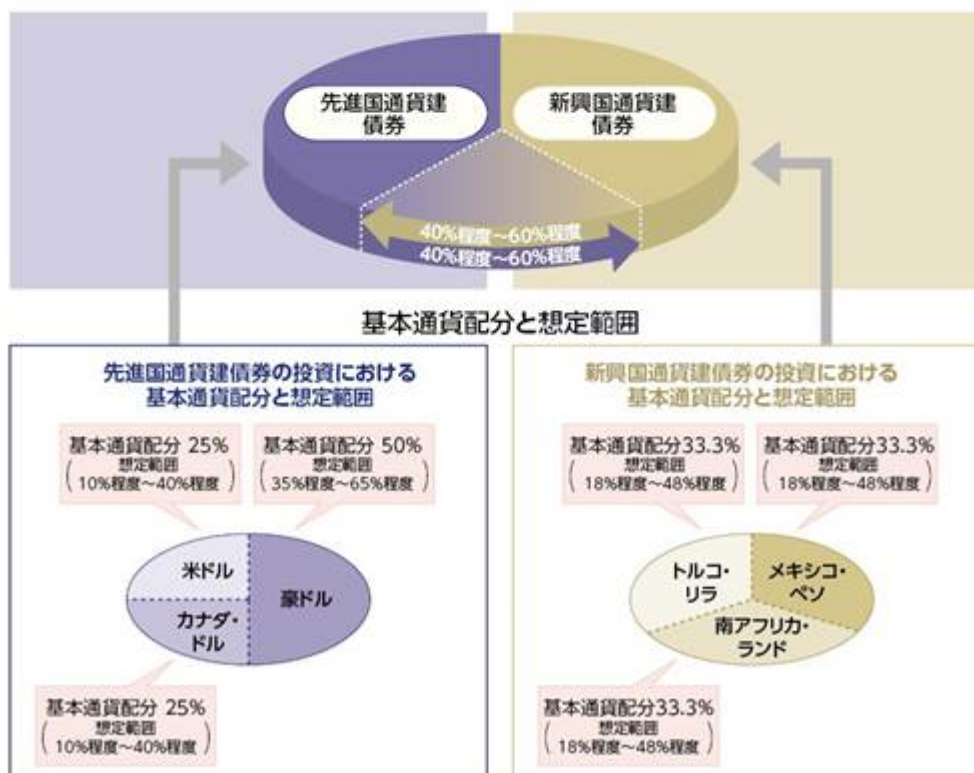 先進国通貨建
債券
新興国通貨建
債券
40%程度～60%程度
40%程度～60%程度
基本通貨配分と想定範囲
先進国通貨建債券の投資における
基本通貨配分と想定範囲
基本通貨配分 25%
想定範囲
(10%程度～40%程度)
基本通貨配分 50%
想定範囲
(35%程度～65%程度)
米ドル
カナダ・
ドル
豪ドル
基本通貨配分 25%
想定範囲
(10%程度～40%程度)
新興国通貨建債券の投資における
基本通貨配分と想定範囲
基本通貨配分33.3%
想定範囲
(18%程度～48%程度)
基本通貨配分33.3%
想定範囲
(18%程度～48%程度)
トルコ・
リラ
メキシコ・
ペソ
南アフリカ・
ランド
基本通貨配分33.3%
想定範囲
(18%程度～48%程度)